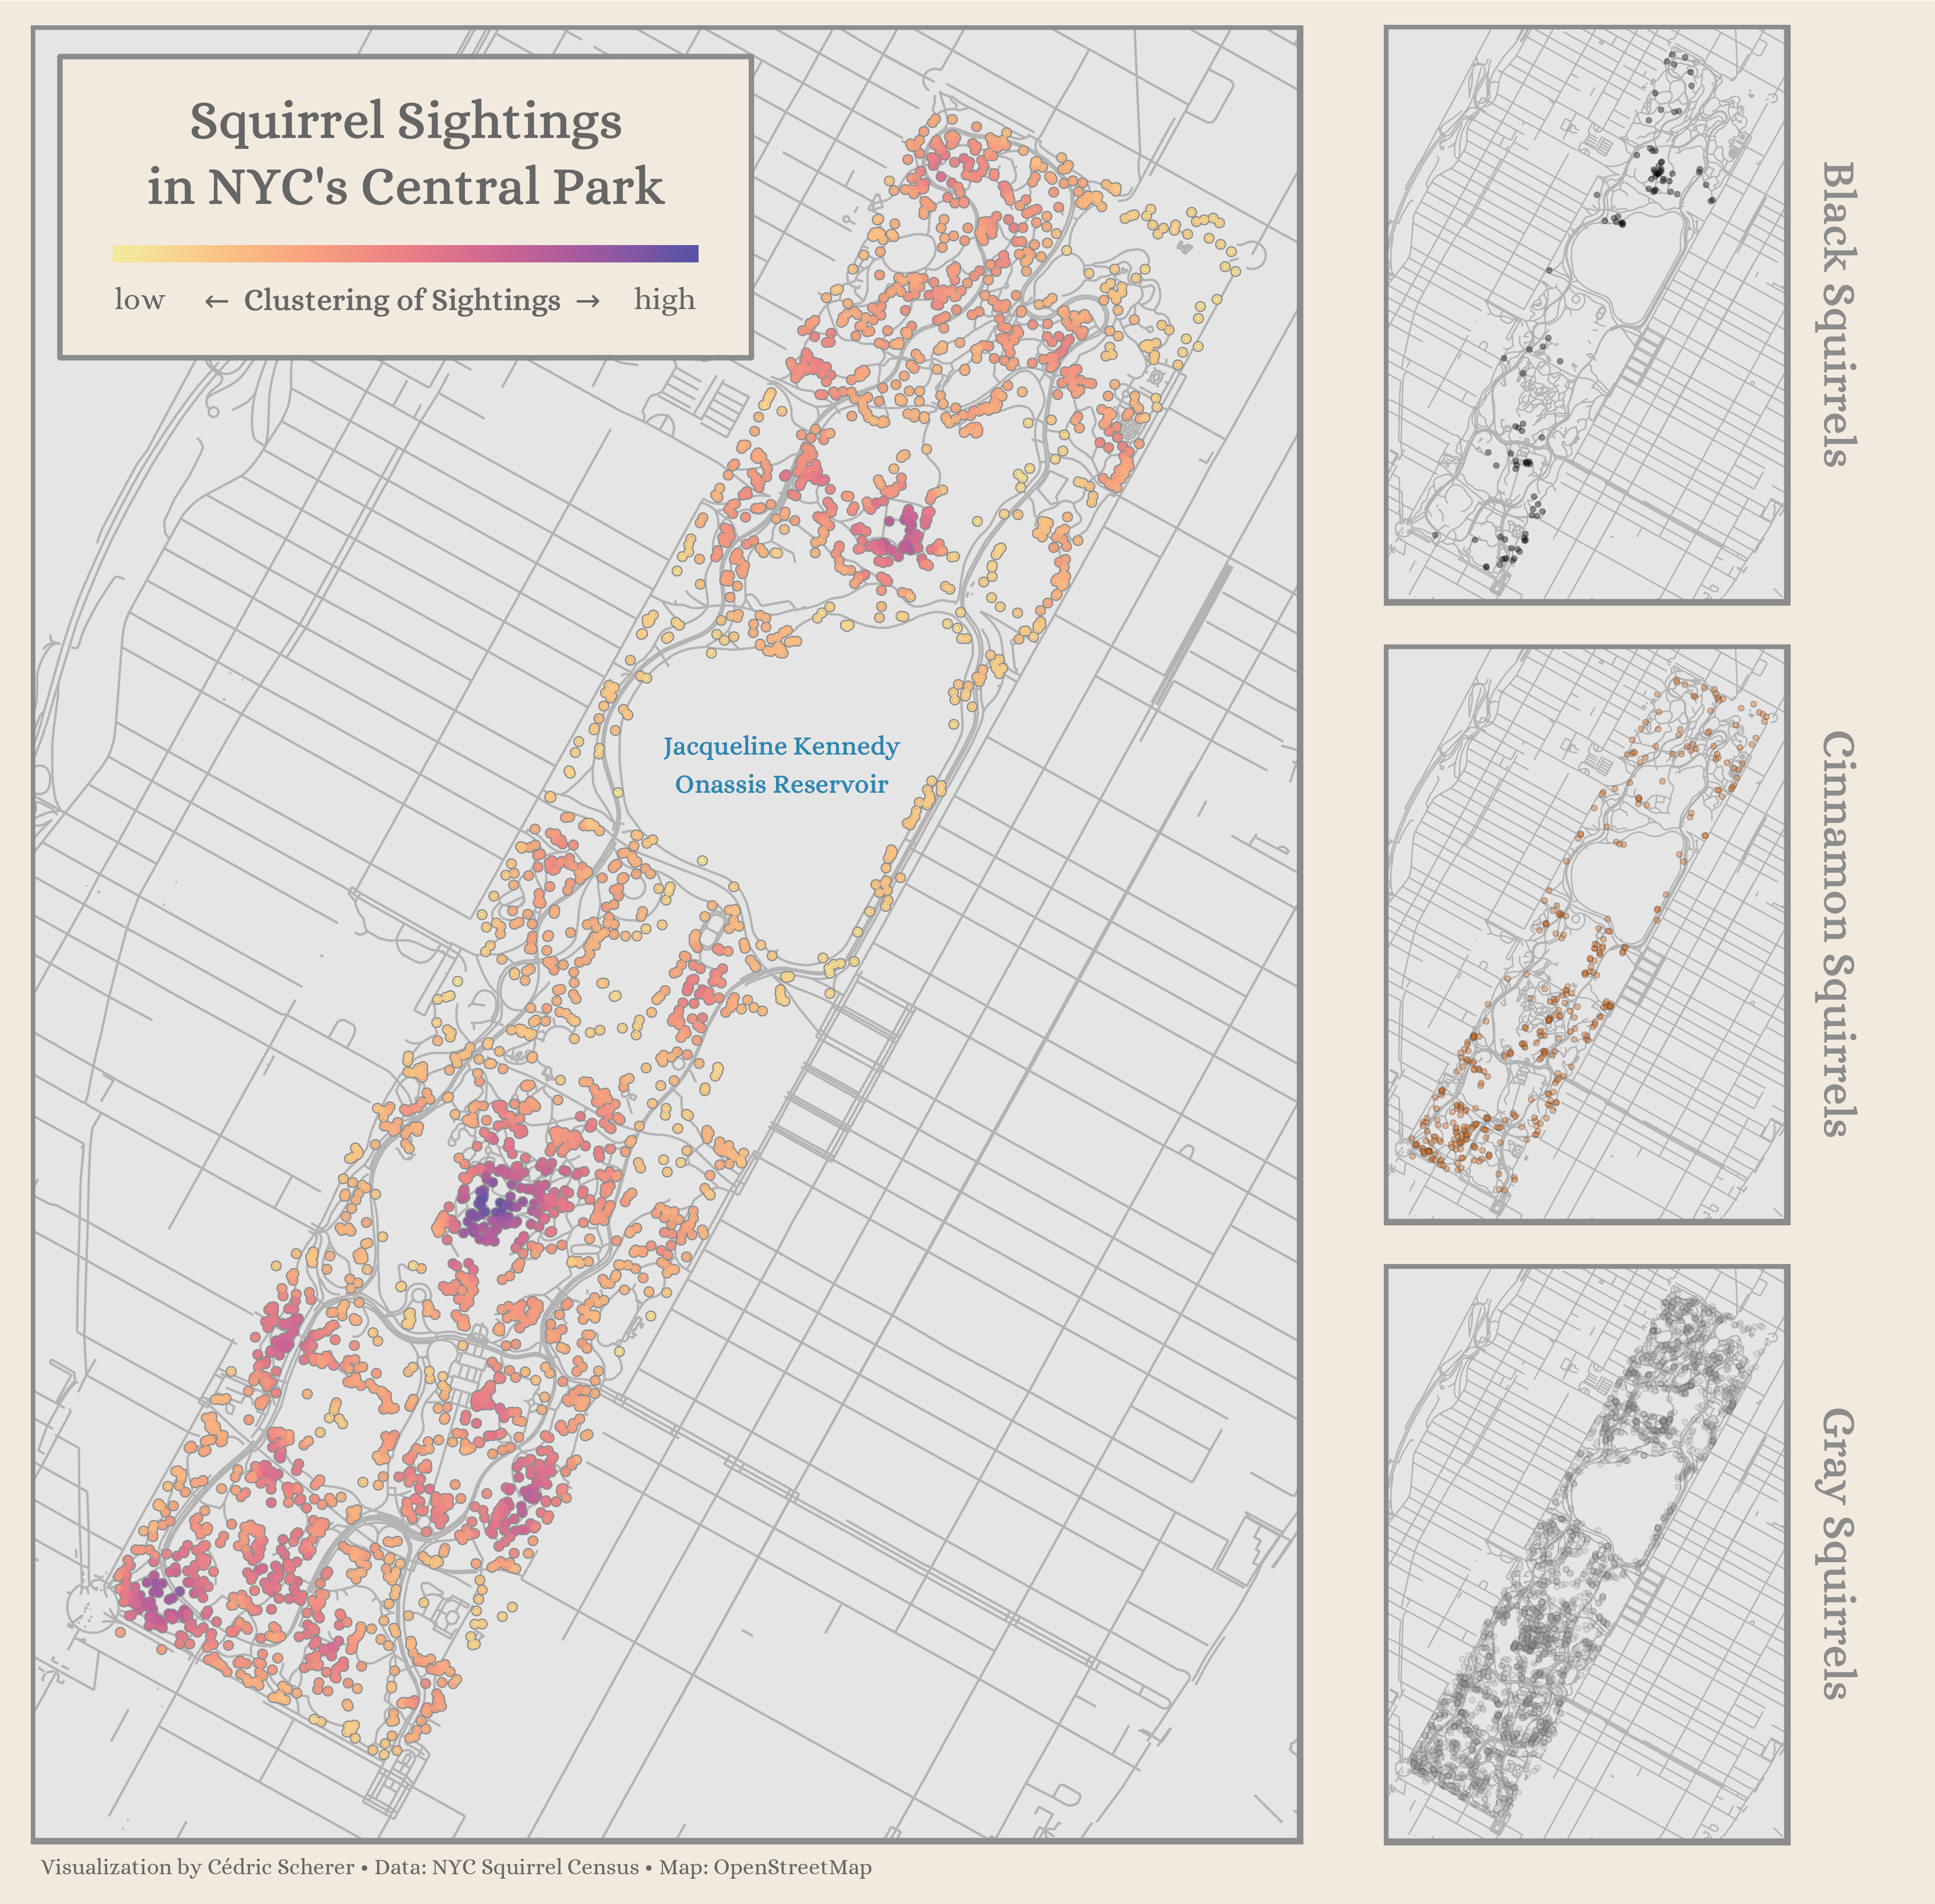 Squirrel Sightings
in NYC's Central Park
low ← Clustering of Sightings → high
Jacqueline Kennedy
Onassis Reservoir
Black Squirrels
Cinnamon Squirrels
Gray Squirrels
Visualization by Cédric Scherer • Data: NYC Squirrel Census • Map: OpenStreetMap